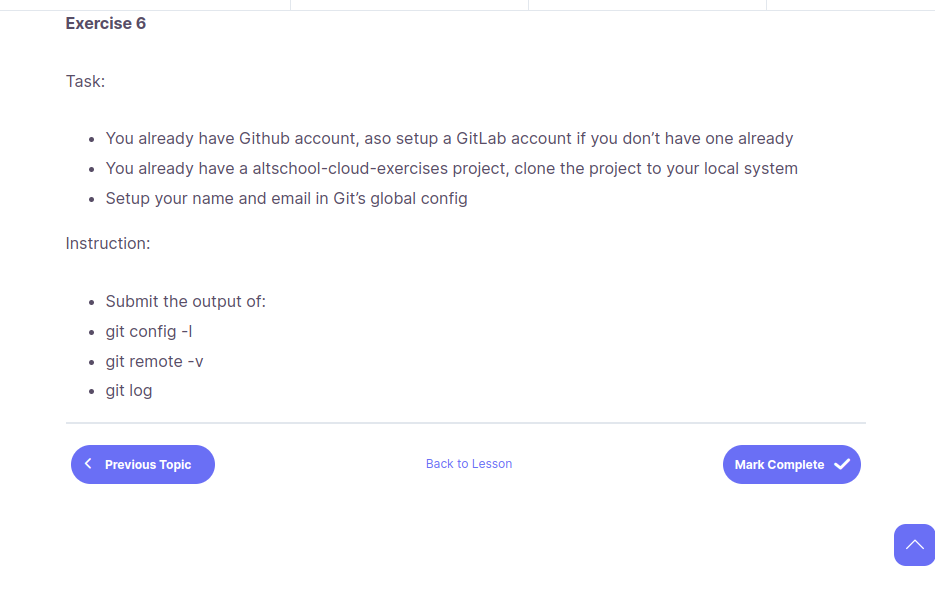 Exercise 6
Task:
You already have Github account, aso setup a GitLab account if you don’t have one already
You already have a altschool-cloud-exercises project, clone the project to your local system
Setup your name and email in Git’s global config
Instruction:
Submit the output of:
git config -l
git remote -v
git log
Previous Topic
Back to Lesson
Mark Complete